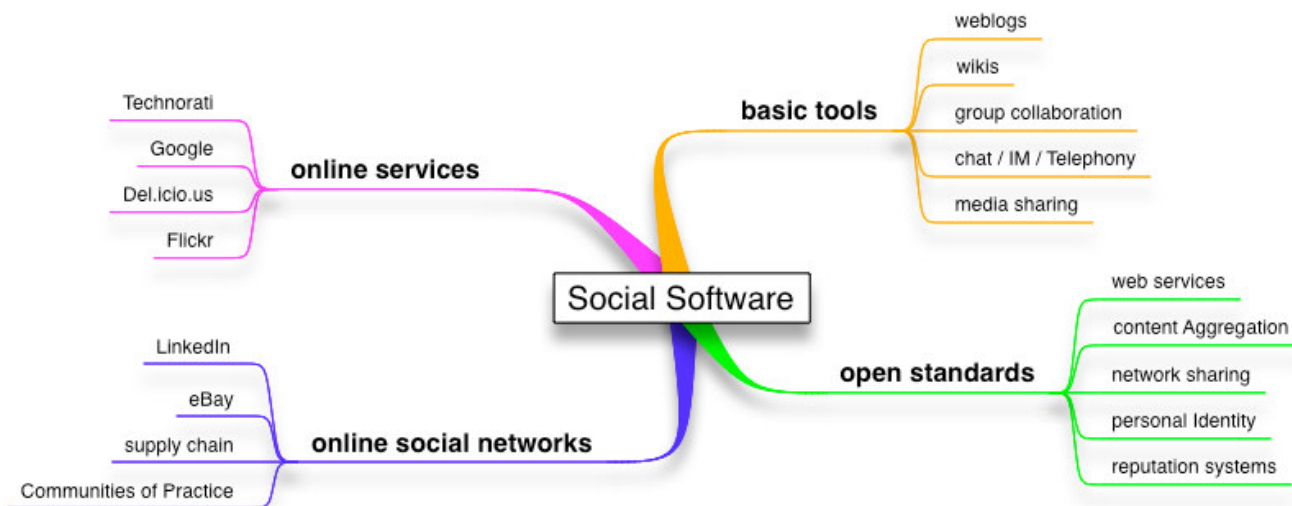 Social Software
basic tools
weblogs
wikis
group collaboration
chat / IM / Telephony
media sharing
open standards
web services
content Aggregation
network sharing
personal Identity
reputation systems
online services
Technorati
Google
Del.icio.us
Flickr
online social networks
LinkedIn
eBay
supply chain
Communities of Practice